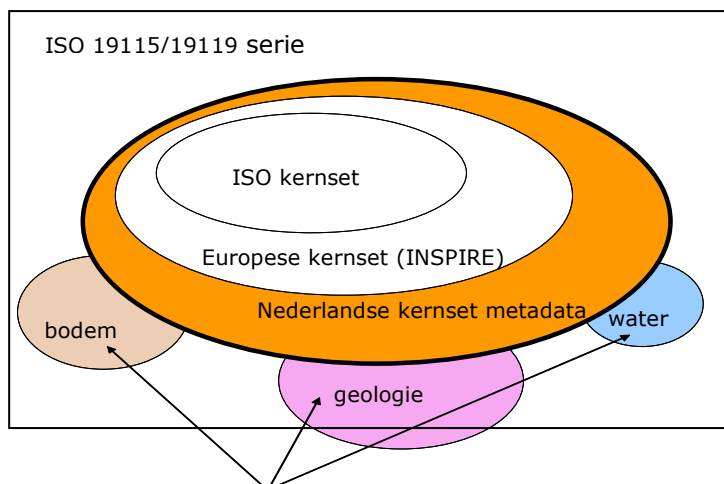 ISO 19115/19119 serie
ISO kernset
Europese kernset (INSPIRE)
Nederlandse kernset metadata
bodem
water
geologie